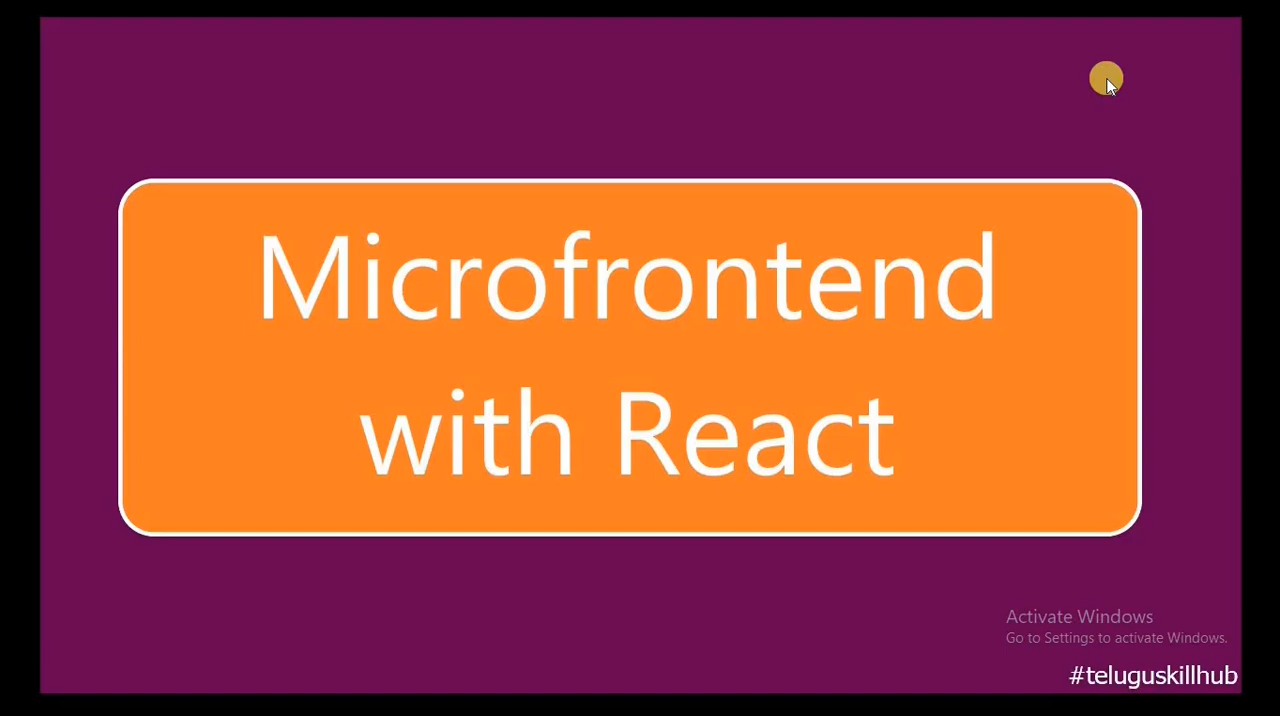 Microfrontend
with React
Activate Windows
Go to Settings to activate Windows.
#teluguskillhub